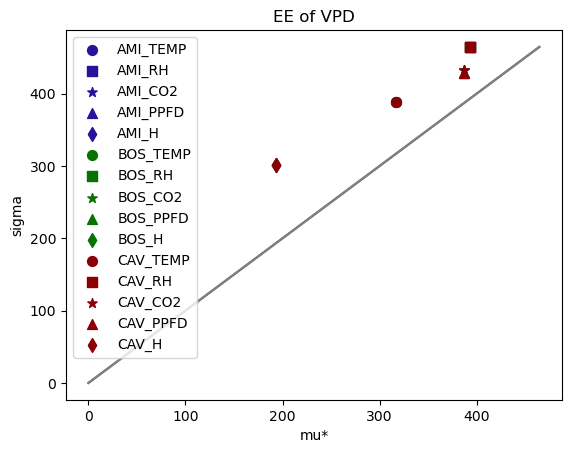 EE of VPD
AMI_TEMP
AMI_RH
AMI_CO2
AMI_PPFD
AMI_H
BOS_TEMP
BOS_RH
BOS_CO2
BOS_PPFD
BOS_H
CAV_TEMP
CAV_RH
CAV_CO2
CAV_PPFD
CAV_H
sigma
400
300
200
100
0
0 100 200 300 400
mu*